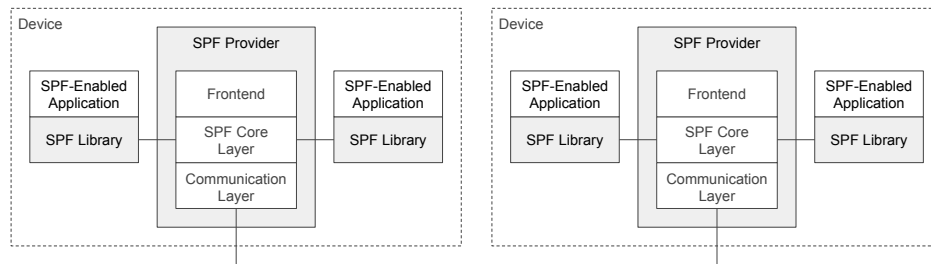 Device
SPF Provider
SPF-Enabled
Application
SPF Library
Frontend
SPF Core
Layer
Communication
Layer
SPF-Enabled
Application
SPF Library
Device
SPF Provider
SPF-Enabled
Application
SPF Library
Frontend
SPF Core
Layer
Communication
Layer
SPF-Enabled
Application
SPF Library